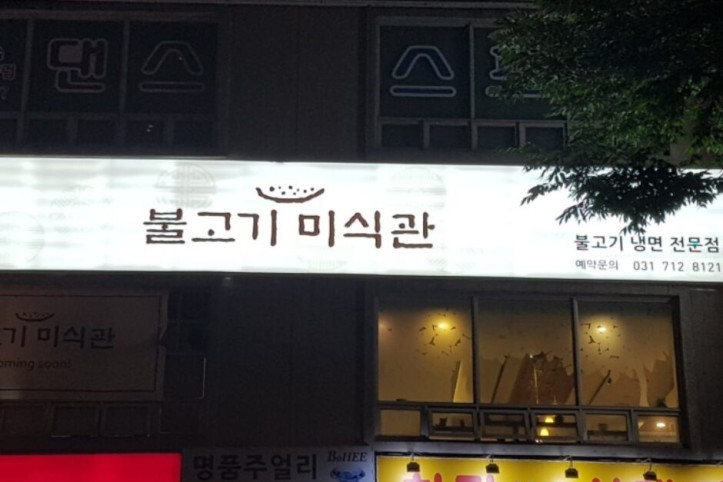 댄스 스
불고기 미식관
불고기 냉면 전문점
예약문의 031 712 8121
기 미식관
oming soon!
명품주얼리 BoHEE